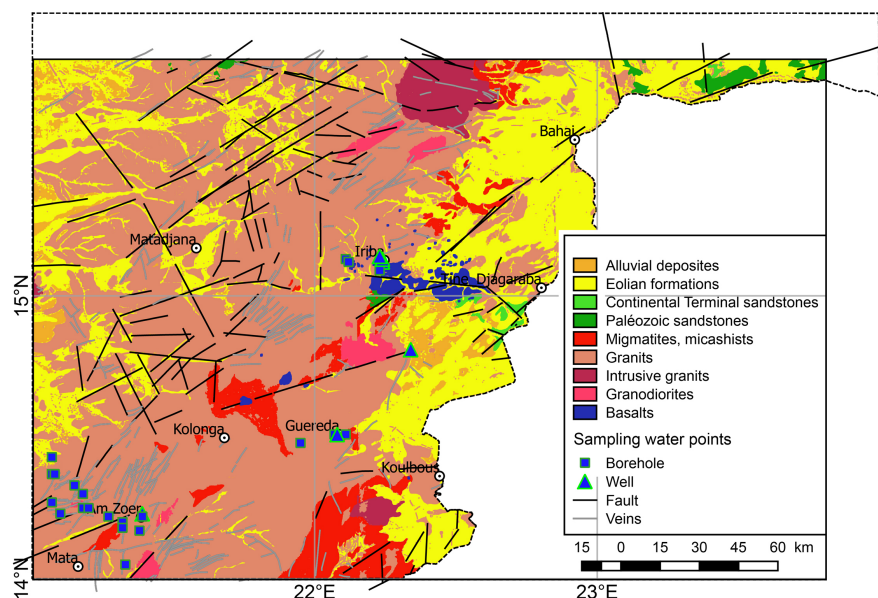 Bahai
Matadjana
Iriba
Tine-Djagaraba
15°N
Kolonga
Guereda
Koulbous
Am Zoer
Mata
14°N
22°E
23°E
Alluvial deposites
Eolian formations
Continental Terminal sandstones
Paléozoic sandstones
Migmatites, micashists
Granits
Intrusive granits
Granodiorites
Basalts
Sampling water points
Borehole
Well
Fault
Veins
15 0 15 30 45 60 km